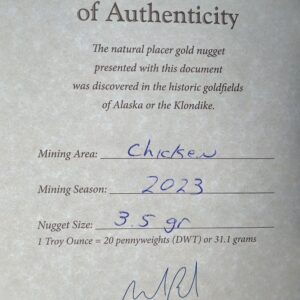 of Authenticity
The natural placer gold nugget
presented with this document
was discovered in the historic goldfields
of Alaska or the Klondike.
Mining Area: Chicken
Mining Season: 2023
Nugget Size: 3.5 gr
1 Troy Ounce = 20 pennyweights (DWT) or 31.1 grams